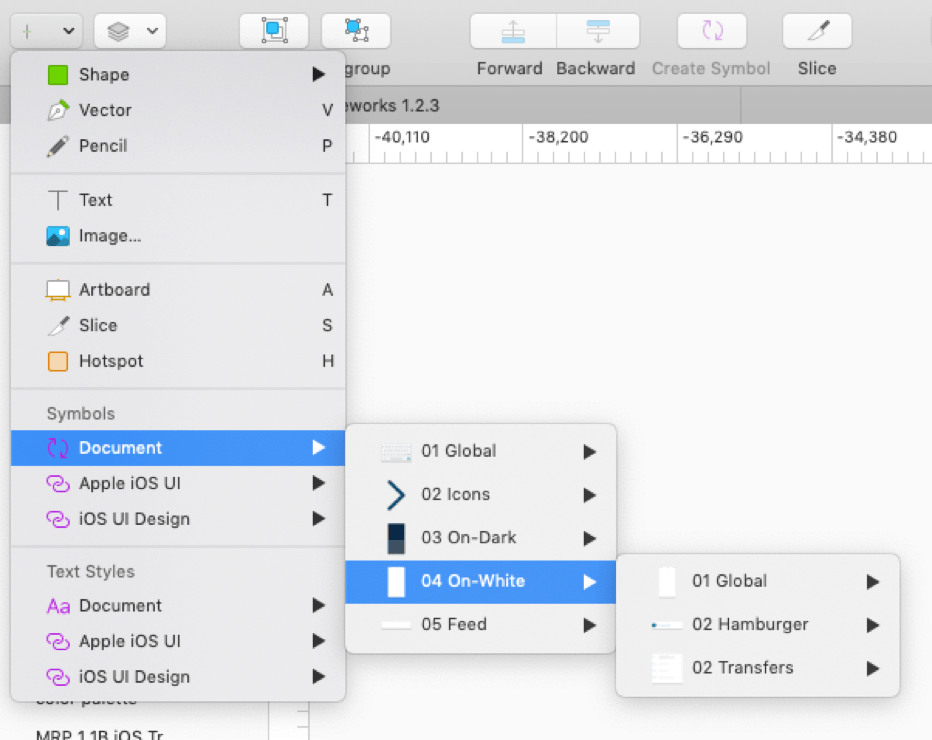 group
Forward
Backward
Create Symbol
Slice
eworks 1.2.3
-40,110
-38,200
-36,290
-34,380
Shape
Vector V
Pencil P
Text T
Image...
Artboard A
Slice S
Hotspot H
Symbols
Document
Apple iOS UI
iOS UI Design
Text Styles
Aa Document
Apple iOS UI
iOS UI Design
01 Global
02 Icons
03 On-Dark
04 On-White
05 Feed
01 Global
02 Hamburger
02 Transfers
color palette
MRP 1.1B iOS Tr